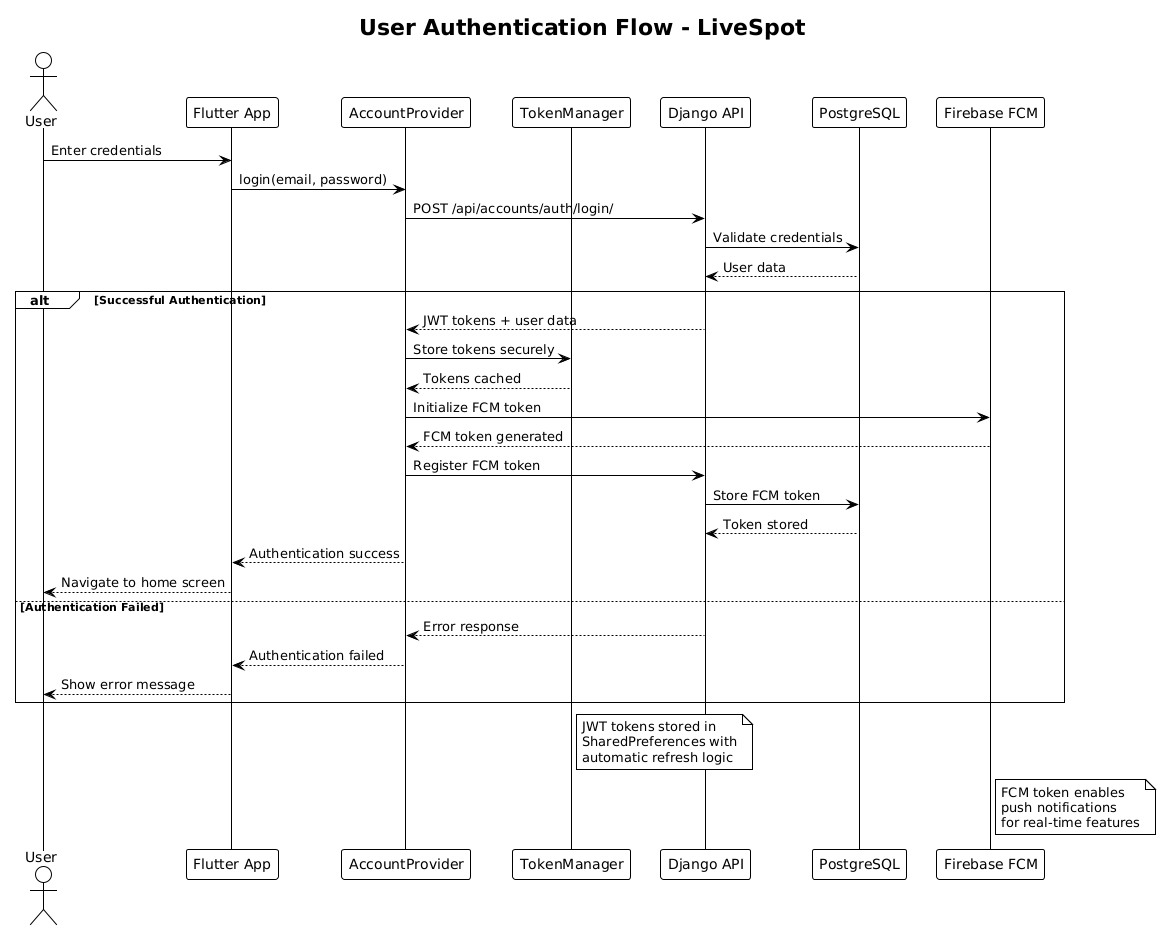 User Authentication Flow - LiveSpot
User
Flutter App
AccountProvider
TokenManager
Django API
PostgreSQL
Firebase FCM
Enter credentials
login(email, password)
POST /api/accounts/auth/login/
Validate credentials
User data
alt
[Successful Authentication]
JWT tokens + user data
Store tokens securely
Tokens cached
Initialize FCM token
FCM token generated
Register FCM token
Store FCM token
Token stored
Authentication success
Navigate to home screen
[Authentication Failed]
Error response
Authentication failed
Show error message
JWT tokens stored in
SharedPreferences with
automatic refresh logic
FCM token enables
push notifications
for real-time features
User
Flutter App
AccountProvider
TokenManager
Django API
PostgreSQL
Firebase FCM